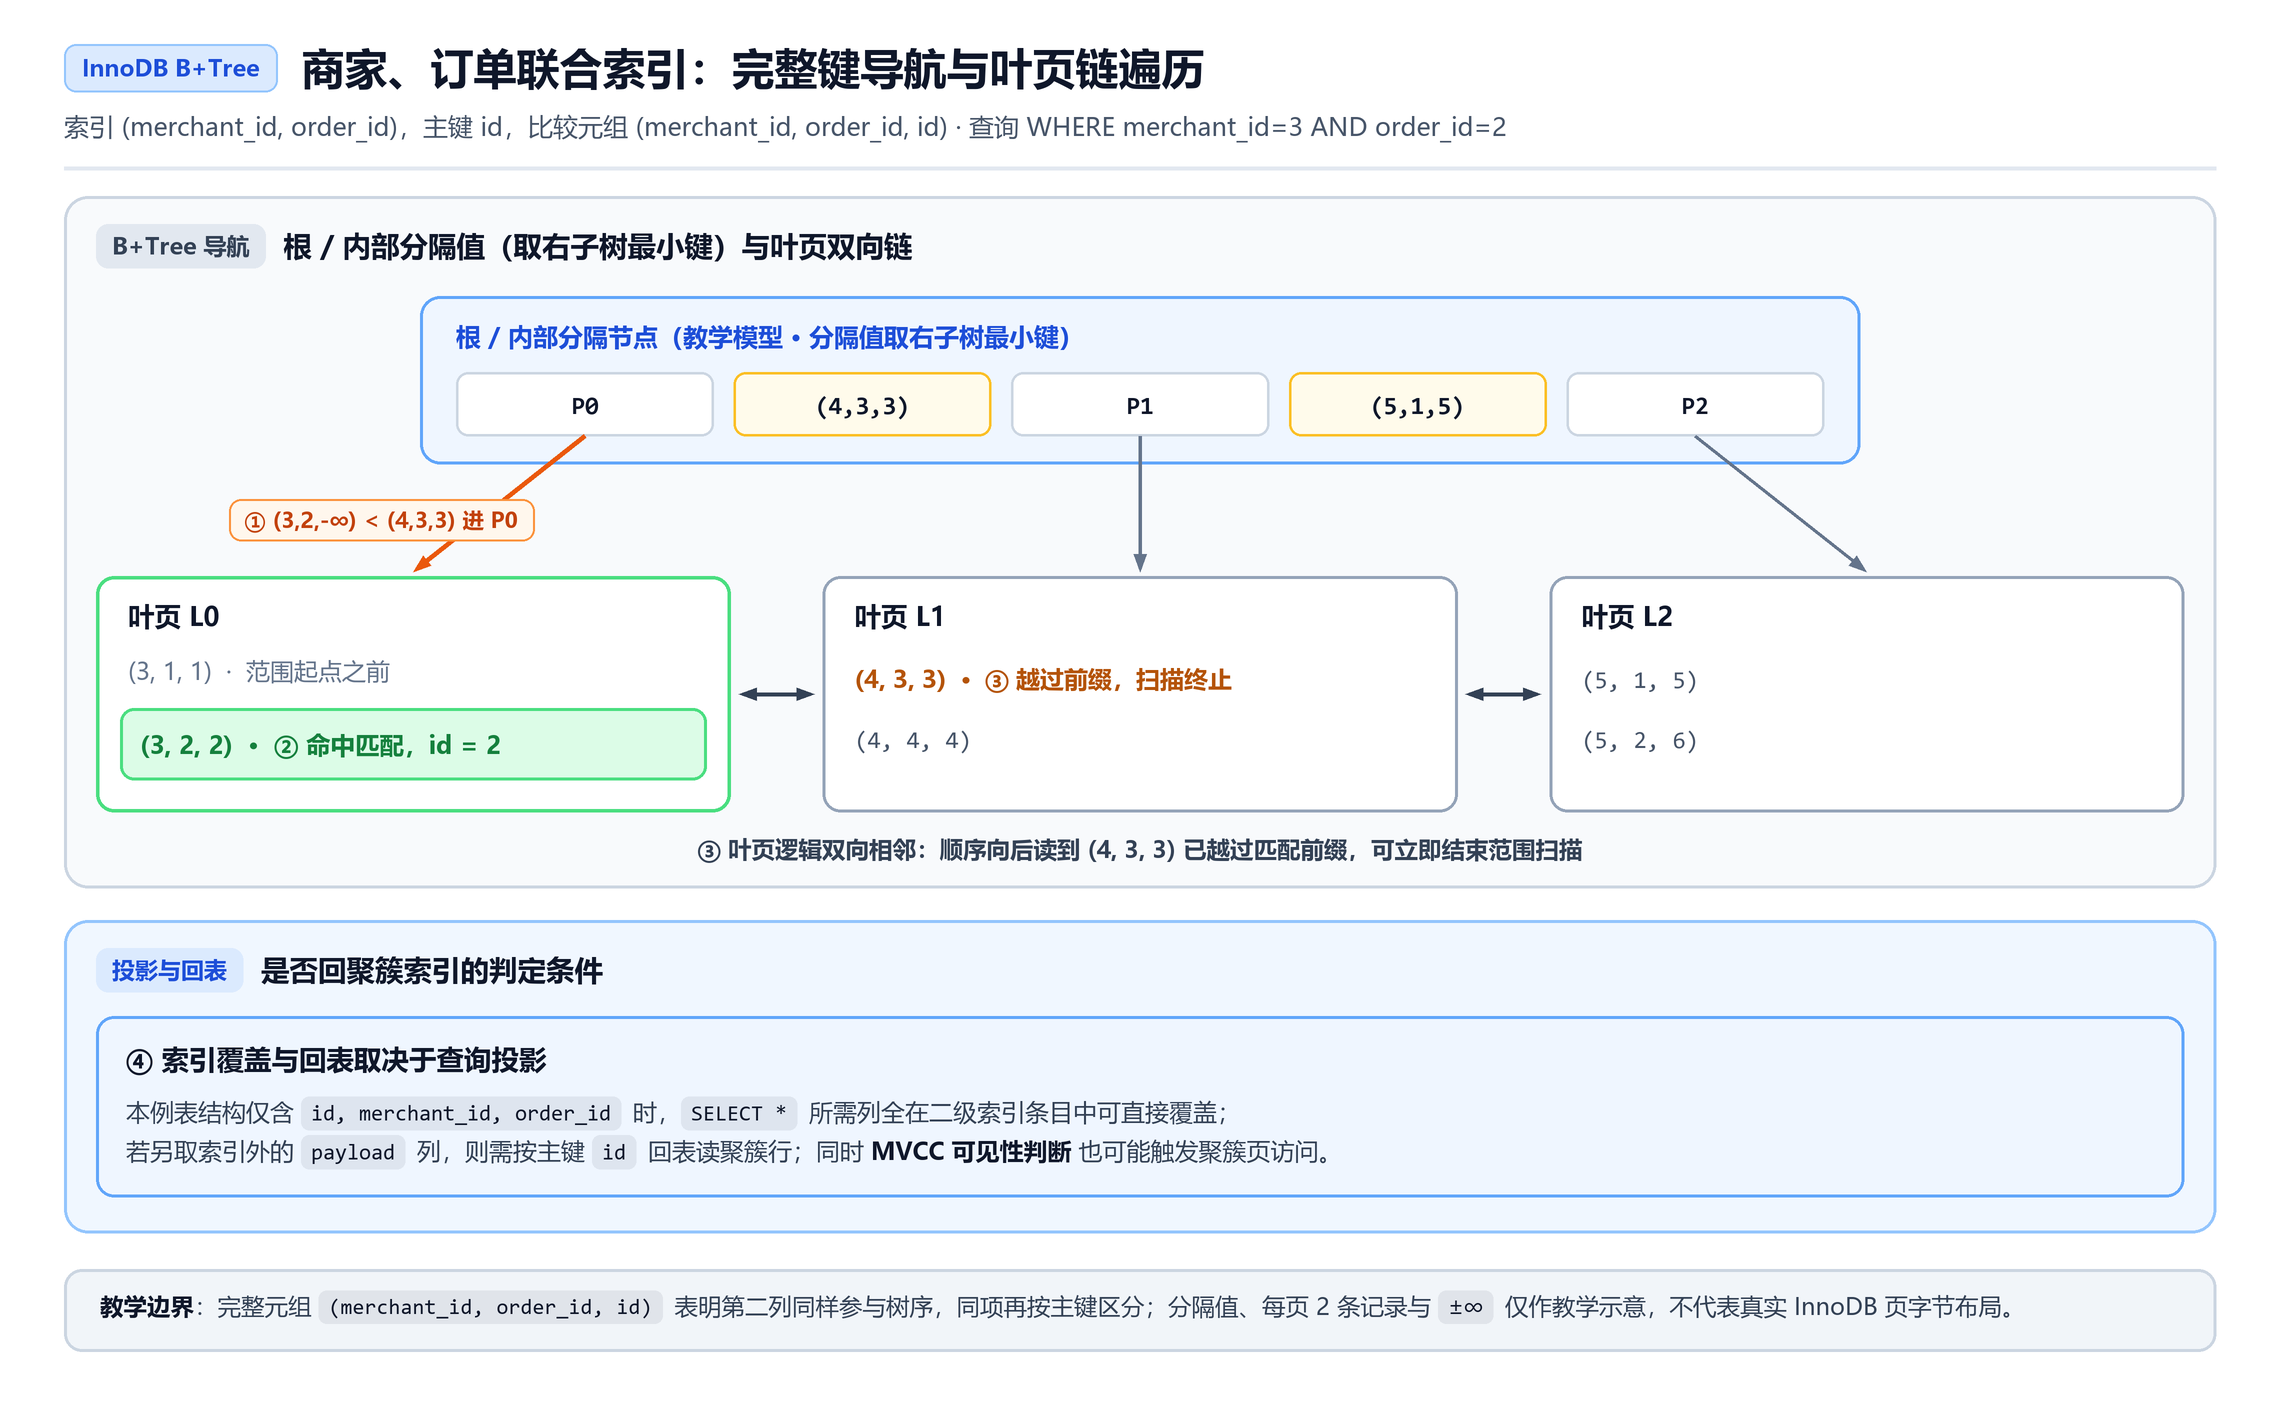 InnoDB B+Tree 商家、订单联合索引：完整键导航与叶页链遍历
索引 (merchant_id, order_id)，主键 id，比较元组 (merchant_id, order_id, id) · 查询 WHERE merchant_id=3 AND order_id=2
B+Tree 导航 根 / 内部分隔值（取右子树最小键）与叶页双向链
根 / 内部分隔节点（教学模型 • 分隔值取右子树最小键）
P0 (4,3,3) P1 (5,1,5) P2
① (3,2,-∞) < (4,3,3) 进 P0
叶页 L0
(3, 1, 1) · 范围起点之前
(3, 2, 2) • ② 命中匹配，id = 2
叶页 L1
(4, 3, 3) • ③ 越过前缀，扫描终止
(4, 4, 4)
叶页 L2
(5, 1, 5)
(5, 2, 6)
③ 叶页逻辑双向相邻：顺序向后读到 (4, 3, 3) 已越过匹配前缀，可立即结束范围扫描
投影与回表 是否回聚簇索引的判定条件
④ 索引覆盖与回表取决于查询投影
本例表结构仅含 id, merchant_id, order_id 时， SELECT * 所需列全在二级索引条目中可直接覆盖；
若另取索引外的 payload 列，则需按主键 id 回表读聚簇行；同时 MVCC 可见性判断 也可能触发聚簇页访问。
教学边界：完整元组 (merchant_id, order_id, id) 表明第二列同样参与树序，同项再按主键区分；分隔值、每页 2 条记录与 ±∞ 仅作教学示意，不代表真实 InnoDB 页字节布局。